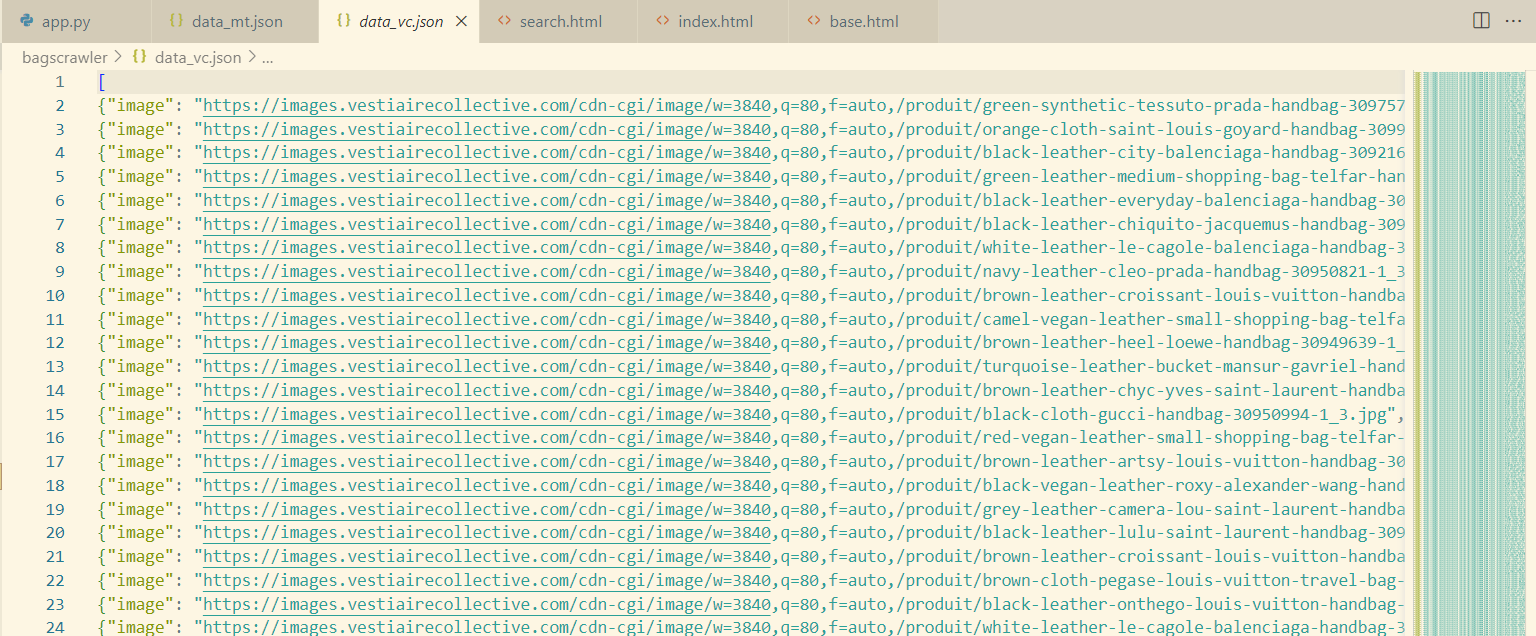 app.py {} data_mt.json {} data_vc.json × <> search.html <> index.html <> base.html ...
bagscrawler > {} data_vc.json > ...
1 [
2 {"image": "https://images.vestiairecollective.com/cdn-cgi/image/w=3840,q=80,f=auto,/produit/green-synthetic-tessuto-prada-handbag-309757
3 {"image": "https://images.vestiairecollective.com/cdn-cgi/image/w=3840,q=80,f=auto,/produit/orange-cloth-saint-louis-goyard-handbag-3099
4 {"image": "https://images.vestiairecollective.com/cdn-cgi/image/w=3840,q=80,f=auto,/produit/black-leather-city-balenciaga-handbag-309216
5 {"image": "https://images.vestiairecollective.com/cdn-cgi/image/w=3840,q=80,f=auto,/produit/green-leather-medium-shopping-bag-telfar-han
6 {"image": "https://images.vestiairecollective.com/cdn-cgi/image/w=3840,q=80,f=auto,/produit/black-leather-everyday-balenciaga-handbag-30
7 {"image": "https://images.vestiairecollective.com/cdn-cgi/image/w=3840,q=80,f=auto,/produit/black-leather-chiquito-jacquemus-handbag-309
8 {"image": "https://images.vestiairecollective.com/cdn-cgi/image/w=3840,q=80,f=auto,/produit/white-leather-le-cagole-balenciaga-handbag-3
9 {"image": "https://images.vestiairecollective.com/cdn-cgi/image/w=3840,q=80,f=auto,/produit/navy-leather-cleo-prada-handbag-30950821-1_3
10 {"image": "https://images.vestiairecollective.com/cdn-cgi/image/w=3840,q=80,f=auto,/produit/brown-leather-croissant-louis-vuitton-handba
11 {"image": "https://images.vestiairecollective.com/cdn-cgi/image/w=3840,q=80,f=auto,/produit/camel-vegan-leather-small-shopping-bag-telfa
12 {"image": "https://images.vestiairecollective.com/cdn-cgi/image/w=3840,q=80,f=auto,/produit/brown-leather-heel-loewe-handbag-30949639-1_
13 {"image": "https://images.vestiairecollective.com/cdn-cgi/image/w=3840,q=80,f=auto,/produit/turquoise-leather-bucket-mansur-gavriel-hand
14 {"image": "https://images.vestiairecollective.com/cdn-cgi/image/w=3840,q=80,f=auto,/produit/brown-leather-chyc-yves-saint-laurent-handba
15 {"image": "https://images.vestiairecollective.com/cdn-cgi/image/w=3840,q=80,f=auto,/produit/black-cloth-gucci-handbag-30950994-1_3.jpg",
16 {"image": "https://images.vestiairecollective.com/cdn-cgi/image/w=3840,q=80,f=auto,/produit/red-vegan-leather-small-shopping-bag-telfar-
17 {"image": "https://images.vestiairecollective.com/cdn-cgi/image/w=3840,q=80,f=auto,/produit/brown-leather-artsy-louis-vuitton-handbag-30
18 {"image": "https://images.vestiairecollective.com/cdn-cgi/image/w=3840,q=80,f=auto,/produit/black-vegan-leather-roxy-alexander-wang-hand
19 {"image": "https://images.vestiairecollective.com/cdn-cgi/image/w=3840,q=80,f=auto,/produit/grey-leather-camera-lou-saint-laurent-handba
20 {"image": "https://images.vestiairecollective.com/cdn-cgi/image/w=3840,q=80,f=auto,/produit/black-leather-lulu-saint-laurent-handbag-309
21 {"image": "https://images.vestiairecollective.com/cdn-cgi/image/w=3840,q=80,f=auto,/produit/brown-leather-croissant-louis-vuitton-handba
22 {"image": "https://images.vestiairecollective.com/cdn-cgi/image/w=3840,q=80,f=auto,/produit/brown-cloth-pegase-louis-vuitton-travel-bag-
23 {"image": "https://images.vestiairecollective.com/cdn-cgi/image/w=3840,q=80,f=auto,/produit/black-leather-onthego-louis-vuitton-handbag-
24 {"image": "https://images.vestiairecollective.com/cdn-cgi/image/w=3840,q=80,f=auto,/produit/white-leather-le-cagole-balenciaga-handbag-3